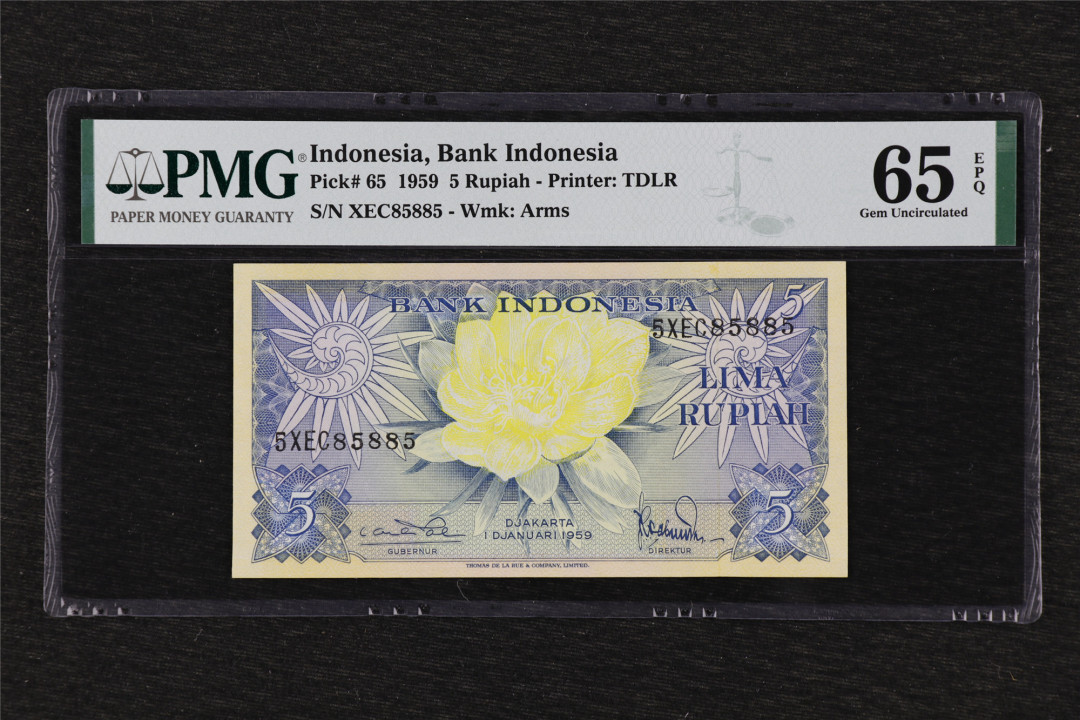 PMG®
PAPER MONEY GUARANTY
Indonesia, Bank Indonesia
Pick# 65 1959 5 Rupiah - Printer: TDLR
S/N XEC85885 - Wmk: Arms
65 EPQ
Gem Uncirculated
BANK INDONESIA
5
5XEC85885
LIMA
RUPIAH
5XEC85885
5
5
DJAKARTA
1 DJANUARI 1959
GUBERNUR
DIREKTUR
THOMAS DE LA RUE & COMPANY, LIMITED.